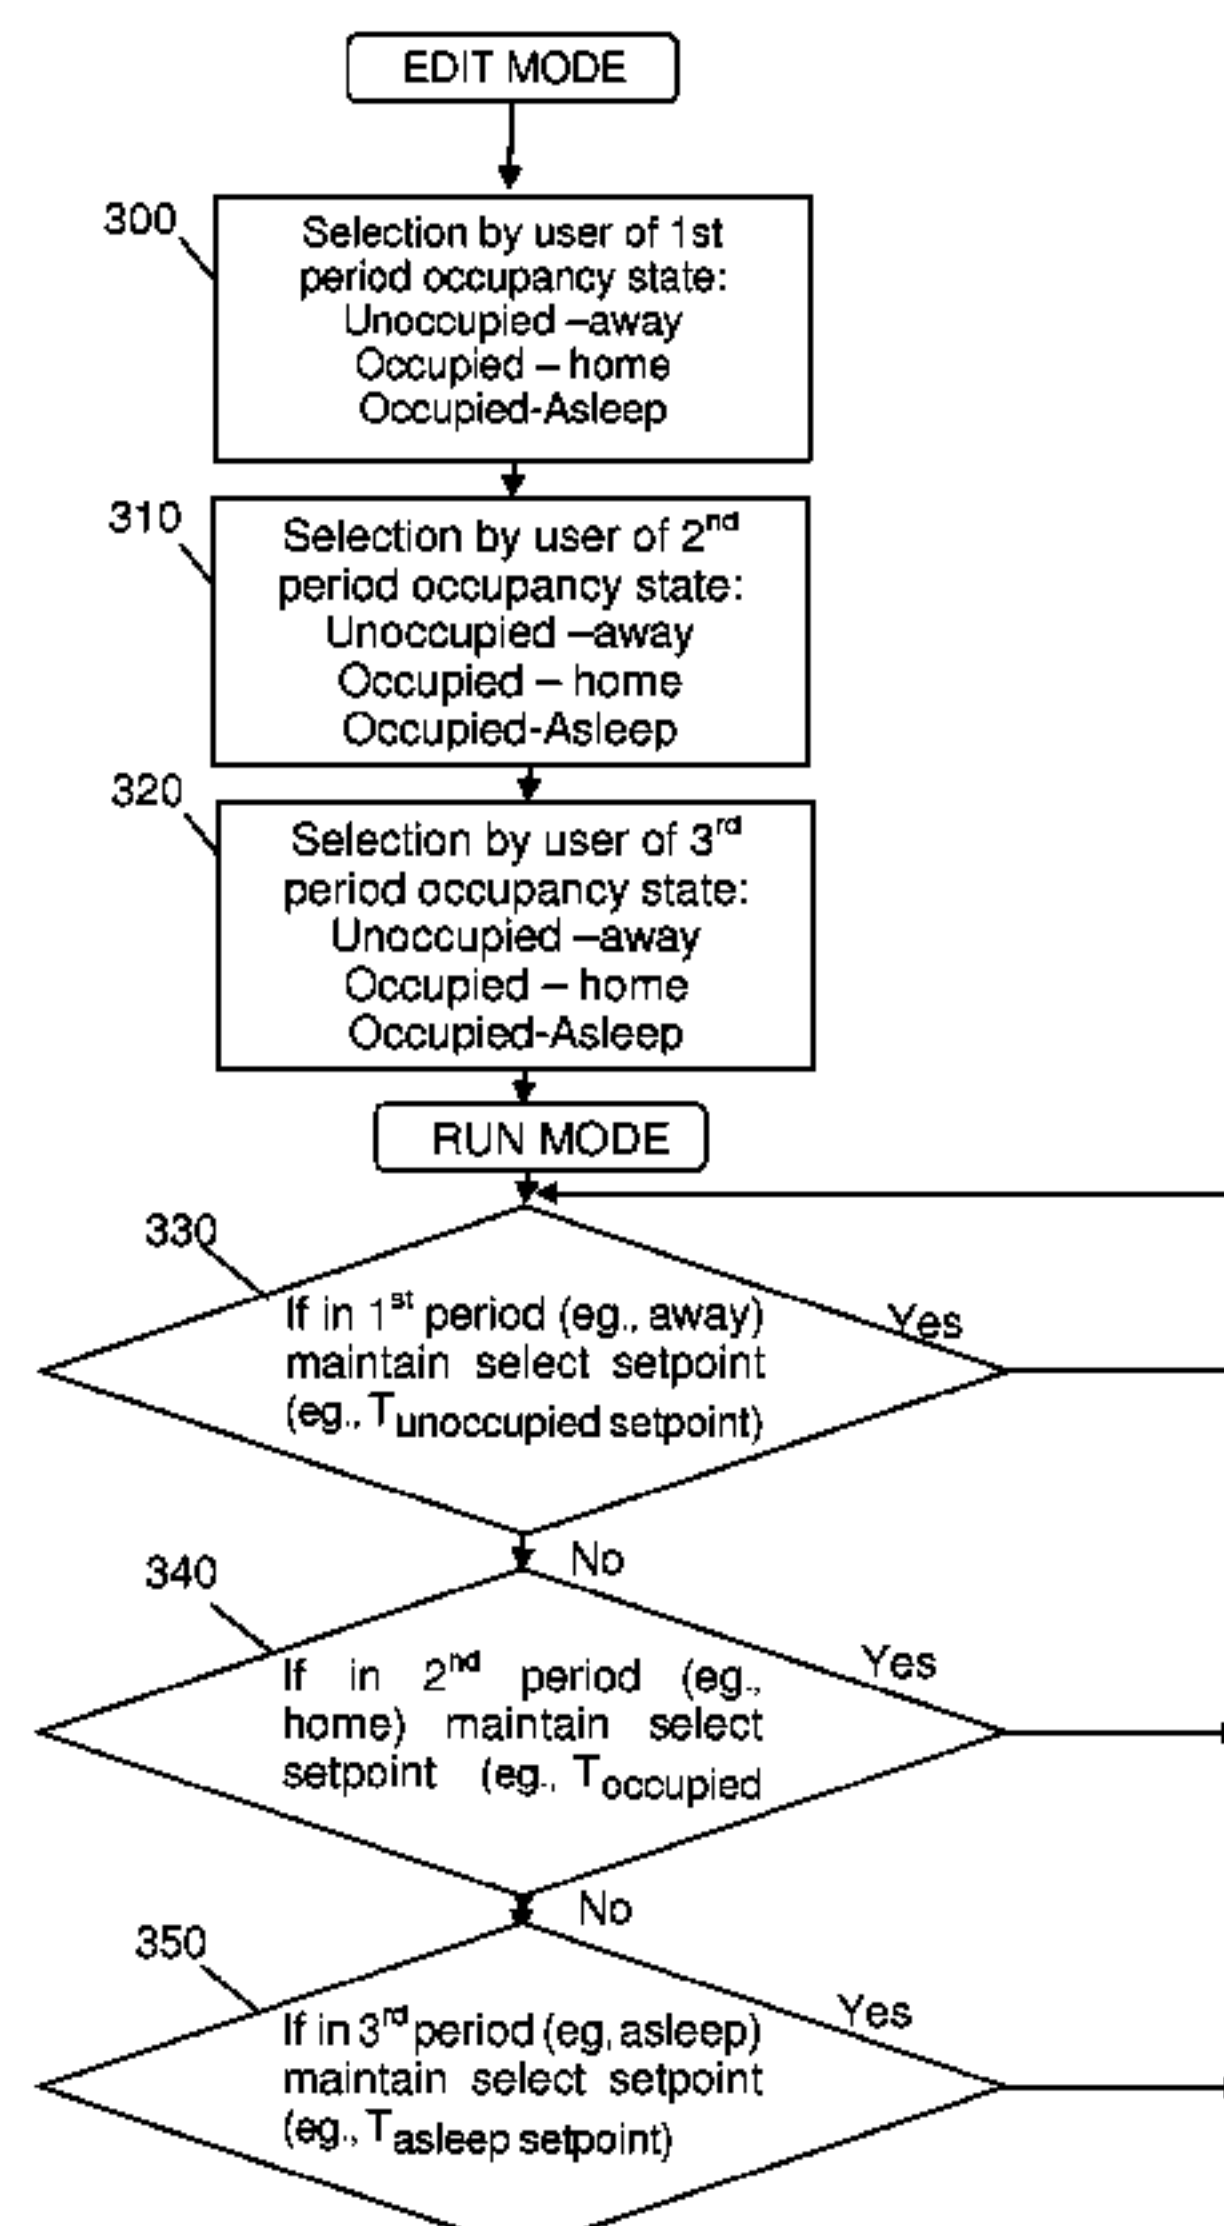 EDIT MODE
300
Selection by user of 1st
period occupancy state:
Unoccupied –away
Occupied – home
Occupied-Asleep
310
Selection by user of 2nd
period occupancy state:
Unoccupied –away
Occupied – home
Occupied-Asleep
320
Selection by user of 3rd
period occupancy state:
Unoccupied –away
Occupied – home
Occupied-Asleep
RUN MODE
330
If in 1st period (eg., away)
maintain select setpoint
(eg., Tunoccupied setpoint)
Yes
No
340
If in 2nd period (eg.,
home) maintain select
setpoint (eg., Toccupied
Yes
No
350
If in 3rd period (eg, asleep)
maintain select setpoint
(eg., Tasleep setpoint)
Yes